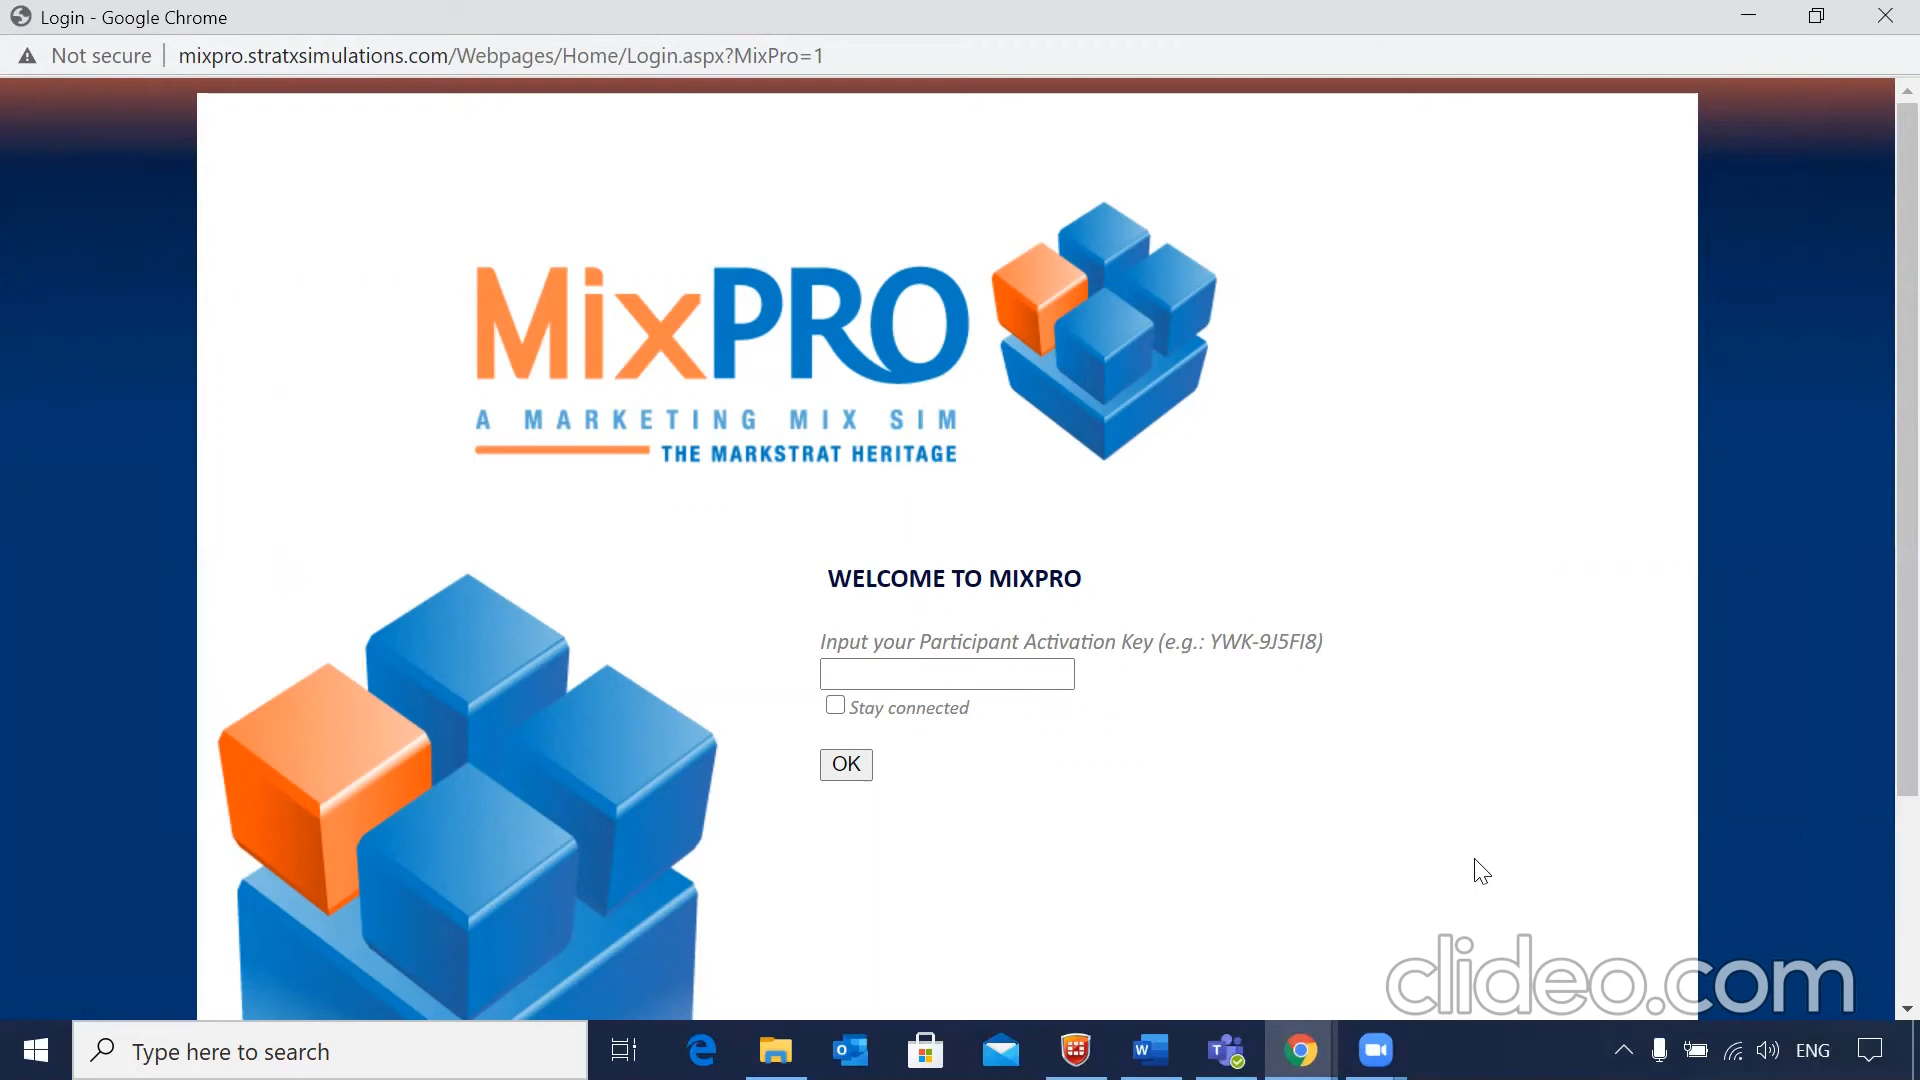 Login - Google Chrome
Not secure mixpro.stratxsimulations.com/Webpages/Home/Login.aspx?MixPro=1
MixPRO
A MARKETING MIX SIM
THE MARKSTRAT HERITAGE
WELCOME TO MIXPRO
Input your Participant Activation Key (e.g.: YWK-9J5FI8)
Stay connected
OK
clideo.com
Type here to search
ENG